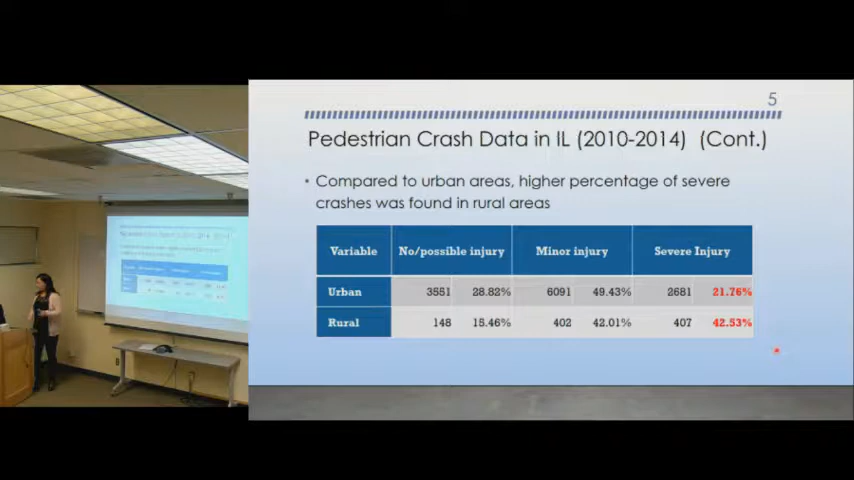 5
Pedestrian Crash Data in IL (2010-2014) (Cont.)
• Compared to urban areas, higher percentage of severe
crashes was found in rural areas
Variable No/possible injury Minor injury Severe Injury
Urban 3551 28.82% 6091 49.43% 2681 21.76%
Rural 148 15.46% 402 42.01% 407 42.53%